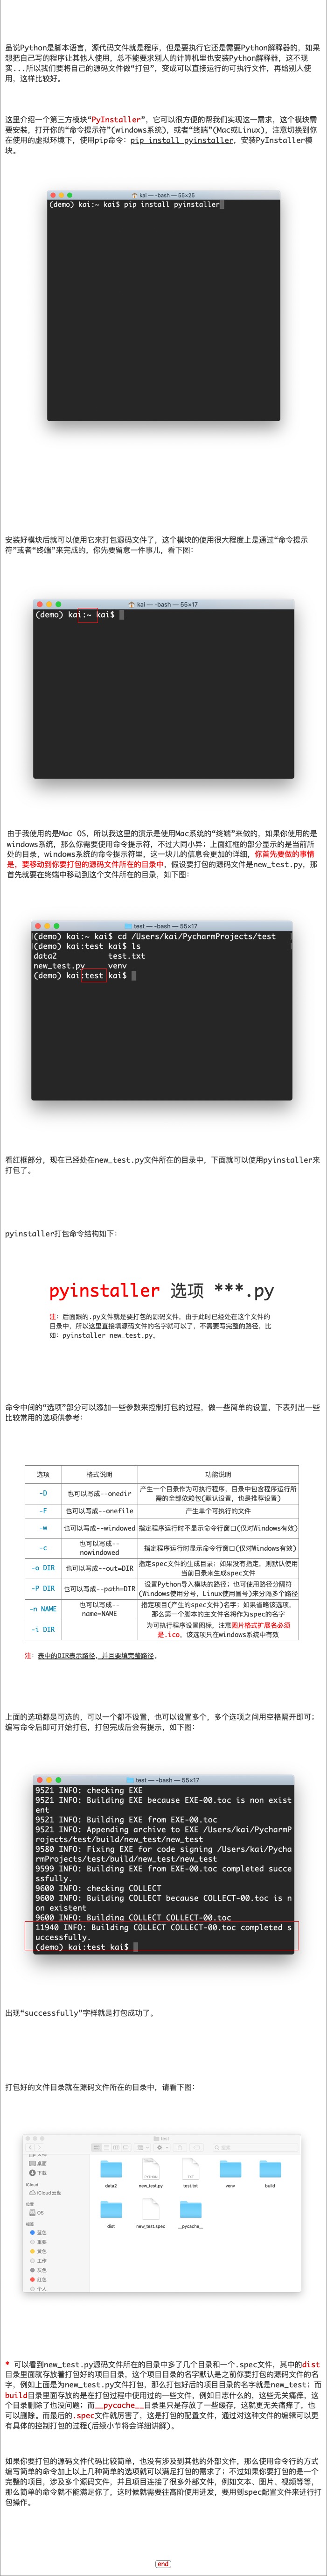 虽说Python是脚本语言，源代码文件就是程序，但是要执行它还是需要Python解释器的，如果
想把自己写的程序让其他人使用，总不能要求别人的计算机里也安装Python解释器，这不现
实...所以我们要将自己的源码文件做“打包”，变成可以直接运行的可执行文件，再给别人使
用，这样比较好。
这里介绍一个第三方模块“PyInstaller”，它可以很方便的帮我们实现这一需求，这个模块需
要安装，打开你的“命令提示符”(windows系统)，或者“终端”(Mac或Linux)，注意切换到你
在使用的虚拟环境下，使用pip命令：pip install pyinstaller，安装PyInstaller模
块。
kai — -bash — 55×25
(demo) kai:~ kai$ pip install pyinstaller
安装好模块后就可以使用它来打包源码文件了，这个模块的使用很大程度上是通过“命令提示
符”或者“终端”来完成的，你先要留意一件事儿，看下图：
kai — -bash — 55×17
(demo) kai:~ kai$
由于我使用的是Mac OS，所以我这里的演示是使用Mac系统的“终端”来做的，如果你使用的是
windows系统，那么你需要使用命令提示符，不过大同小异；上面红框的部分显示的是当前所
处的目录，windows系统的命令提示符里，这一块儿的信息会更加的详细，你首先要做的事情
是，要移动到你要打包的源码文件所在的目录中，假设要打包的源码文件是new_test.py，那
首先就要在终端中移动到这个文件所在的目录，如下图：
test — -bash — 55×17
(demo) kai:~ kai$ cd /Users/kai/PycharmProjects/test
(demo) kai:test kai$ ls
data2 test.txt
new_test.py venv
(demo) kai:test kai$
看红框部分，现在已经处在new_test.py文件所在的目录中，下面就可以使用pyinstaller来
打包了。
pyinstaller打包命令结构如下：
pyinstaller 选项 ***.py
注：后面跟的.py文件就是要打包的源码文件，由于此时已经处在这个文件的
目录中，所以这里直接填源码文件的名字就可以了，不需要写完整的路径，比
如：pyinstaller new_test.py。
命令中间的“选项”部分可以添加一些参数来控制打包的过程，做一些简单的设置，下表列出一些
比较常用的选项供参考：
选项 格式说明 功能说明
-D 也可以写成--onedir 产生一个目录作为可执行程序，目录中包含程序运行所
需的全部依赖包(默认设置，也是推荐设置)
-F 也可以写成--onefile 产生单个可执行的文件
-w 也可以写成--windowed 指定程序运行时不显示命令行窗口(仅对Windows有效)
-c 也可以写成--
nowindowed 指定程序运行时显示命令行窗口(仅对Windows有效)
-o DIR 也可以写成--out=DIR 指定spec文件的生成目录；如果没有指定，则默认使用
当前目录来生成spec文件
-P DIR 也可以写成--path=DIR 设置Python导入模块的路径；也可使用路径分隔符
(Windows使用分号，Linux使用冒号)来分隔多个路径
-n NAME 也可以写成--
name=NAME 指定项目(产生的spec文件)名字；如果省略该选项，
那么第一个脚本的主文件名将作为spec的名字
-i DIR 为可执行程序设置图标，注意图片格式扩展名必须
是.ico，该选项只在windows系统中有效
注：表中的DIR表示路径，并且要填完整路径。
上面的选项都是可选的，可以一个都不设置，也可以设置多个，多个选项之间用空格隔开即可；
编写命令后即可开始打包，打包完成后会有提示，如下图：
test — -bash — 55×17
9521 INFO: checking EXE
9521 INFO: Building EXE because EXE-00.toc is non exist
ent
9521 INFO: Building EXE from EXE-00.toc
9521 INFO: Appending archive to EXE /Users/kai/PycharmP
rojects/test/build/new_test/new_test
9580 INFO: Fixing EXE for code signing /Users/kai/Pycha
rmProjects/test/build/new_test/new_test
9599 INFO: Building EXE from EXE-00.toc completed succe
ssfully.
9600 INFO: checking COLLECT
9600 INFO: Building COLLECT because COLLECT-00.toc is n
on existent
9600 INFO: Building COLLECT COLLECT-00.toc
11940 INFO: Building COLLECT COLLECT-00.toc completed s
uccessfully.
(demo) kai:test kai$
出现“successfully”字样就是打包成功了。
打包好的文件目录就在源码文件所在的目录中，请看下图：
test
桌面
下载
iCloud
iCloud 云盘
位置
OS
标签
蓝色
重要
黄色
工作
灰色
红色
个人
data2 new_test.py test.txt venv build
dist new_test.spec __pycache__
* 可以看到new_test.py源码文件所在的目录中多了几个目录和一个.spec文件，其中的dist
目录里面就存放着打包好的项目目录，这个项目目录的名字默认是之前你要打包的源码文件的名
字，例如上面是为new_test.py文件打包，那么打包好后的项目目录的名字就是new_test；而
build目录里面存放的是在打包过程中使用过的一些文件，例如日志什么的，这些无关痛痒，这
个目录删除了也没问题；而__pycache__目录里只是存放了一些缓存，这就更无关痛痒了，也
可以删除。而最后的.spec文件就厉害了，这是打包的配置文件，通过对这种文件的编辑可以更
有具体的控制打包的过程(后续小节将会详细讲解)。
如果你要打包的源码文件代码比较简单，也没有涉及到其他的外部文件，那么使用命令行的方式
编写简单的命令加上以上几种简单的选项就可以满足打包的需求了；不过如果你要打包的是一个
完整的项目，涉及多个源码文件，并且项目连接了很多外部文件，例如文本、图片、视频等等，
那么简单的命令就不能满足你了，这时候就需要往高阶使用进发，要用到spec配置文件来进行打
包操作。
end